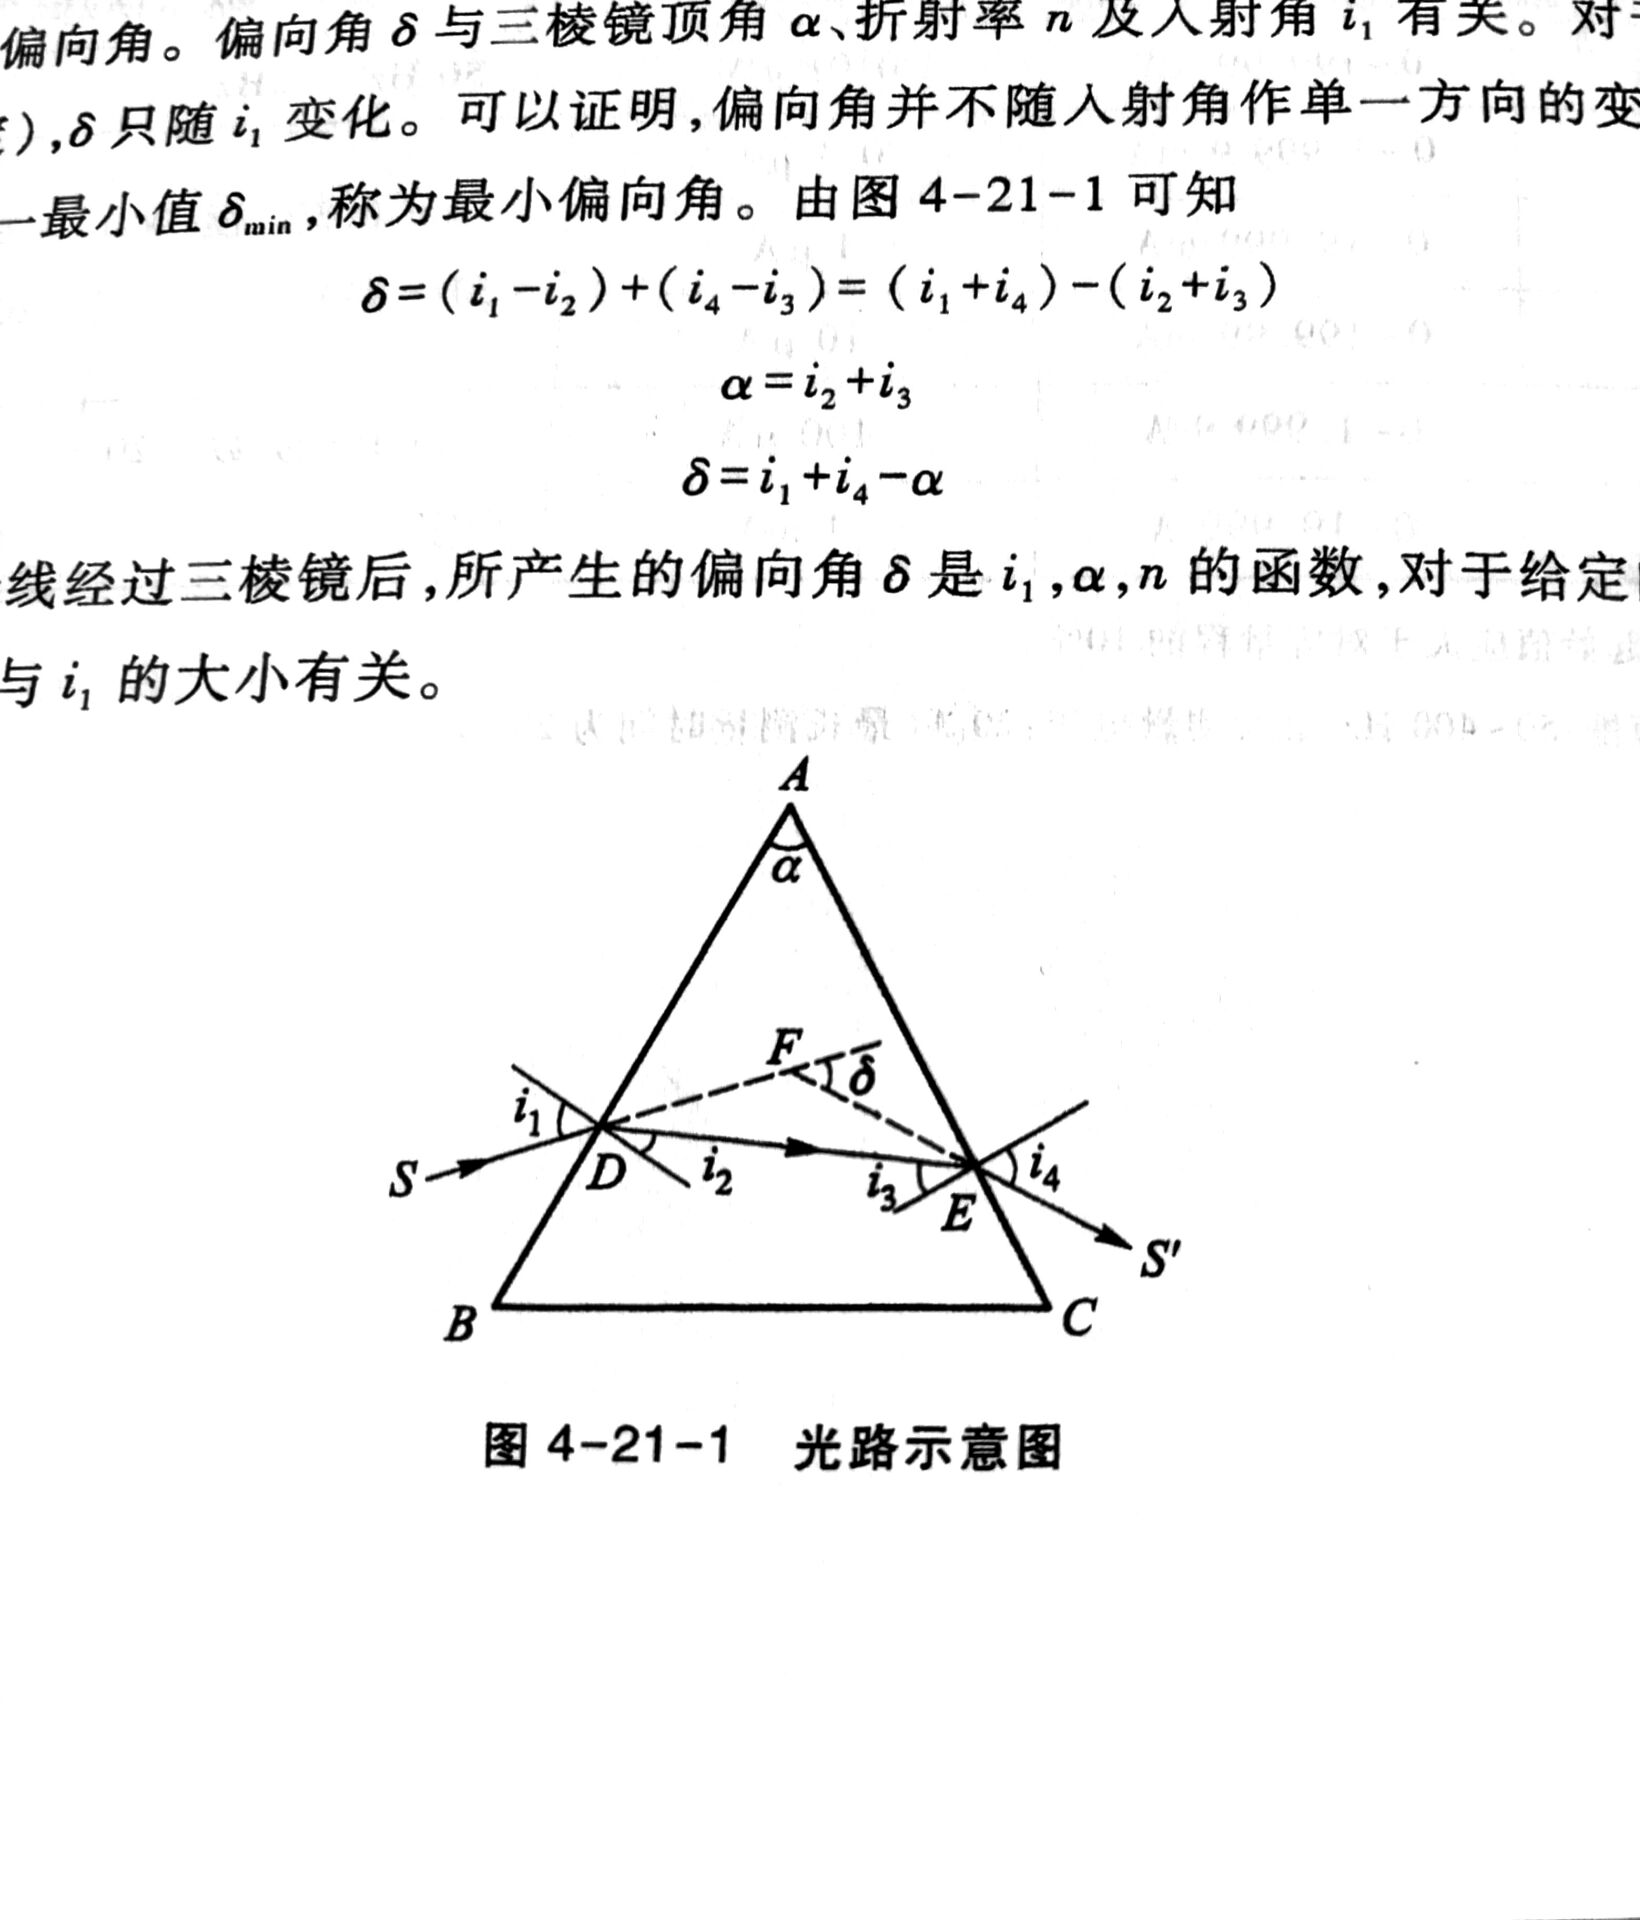 偏向角。偏向角 δ 与三棱镜顶角 α、折射率 n 及入射角 i₁ 有关。对
),δ 只随 i₁ 变化。可以证明,偏向角并不随入射角作单一方向的变
一最小值 δmin,称为最小偏向角。由图 4-21-1 可知
δ=(i₁-i₂)+(i₄-i₃)=(i₁+i₄)-(i₂+i₃)
α=i₂+i₃
δ=i₁+i₄-α
线经过三棱镜后,所产生的偏向角 δ 是 i₁,α,n 的函数,对于给定
与 i₁ 的大小有关。
A
α
F
δ
i₁
S
D
i₂
i₃
E
i₄
S′
B
C
图 4-21-1 光路示意图